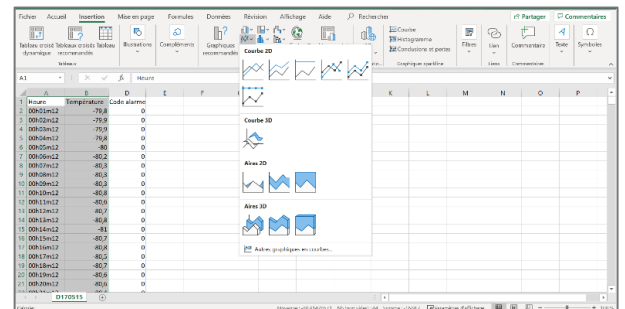 Fichier Accueil Insertion Mise en page Formules Données Révision Affichage Aide Rechercher Partager Commentaires
Tableau croisé dynamique Tableaux croisés recommandés Tableau Illustrations Compléments Graphiques recommandés Courbe Histogramme Conclusions et pertes Filtres Lien Commentaire Texte Symboles
Tableaux Graphiques sparkline Liens Commentaires
A1 Heure
Courbe 2D
Courbe 3D
Aires 2D
Aires 3D
Autres graphiques en courbes...
A B D E F K L M N O P
1 Heure Température Code alarme
2 00h01m12 -79,8 0
3 00h02m12 -79,9 0
4 00h03m12 -79,9 0
5 00h04m12 -79,8 0
6 00h05m12 -80 0
7 00h06m12 -80,2 0
8 00h07m12 -80,3 0
9 00h08m12 -80,3 0
10 00h09m12 -80,3 0
11 00h10m12 -80,8 0
12 00h11m12 -80,6 0
13 00h12m12 -80,7 0
14 00h13m12 -80,8 0
15 00h14m12 -81 0
16 00h15m12 -80,7 0
17 00h16m12 -80,8 0
18 00h17m12 -80,5 0
19 00h18m12 -80,7 0
20 00h19m12 -80,6 0
21 00h20m12 -80,6 0
D170515